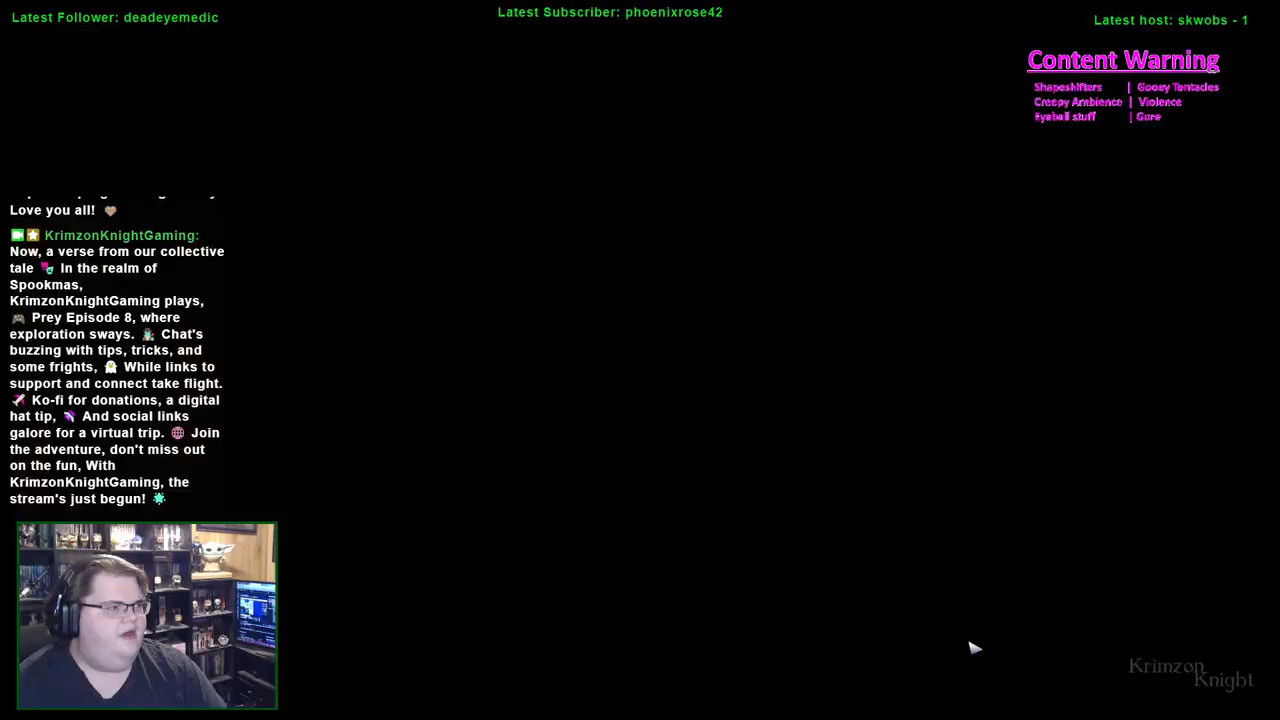 Latest Follower: deadeyemedic
Latest Subscriber: phoenixrose42
Latest host: skwobs - 1
Content Warning
Shapeshifters | Gooey Tentacles
Creepy Ambience | Violence
Eyeball stuff | Gore
Love you all!
KrimzonKnightGaming:
Now, a verse from our collective
tale In the realm of
Spookmas,
KrimzonKnightGaming plays,
Prey Episode 8, where
exploration sways. Chat's
buzzing with tips, tricks, and
some frights, While links to
support and connect take flight.
Ko-fi for donations, a digital
hat tip, And social links
galore for a virtual trip. Join
the adventure, don't miss out
on the fun, With
KrimzonKnightGaming, the
stream's just begun!
Krimzon
Knight